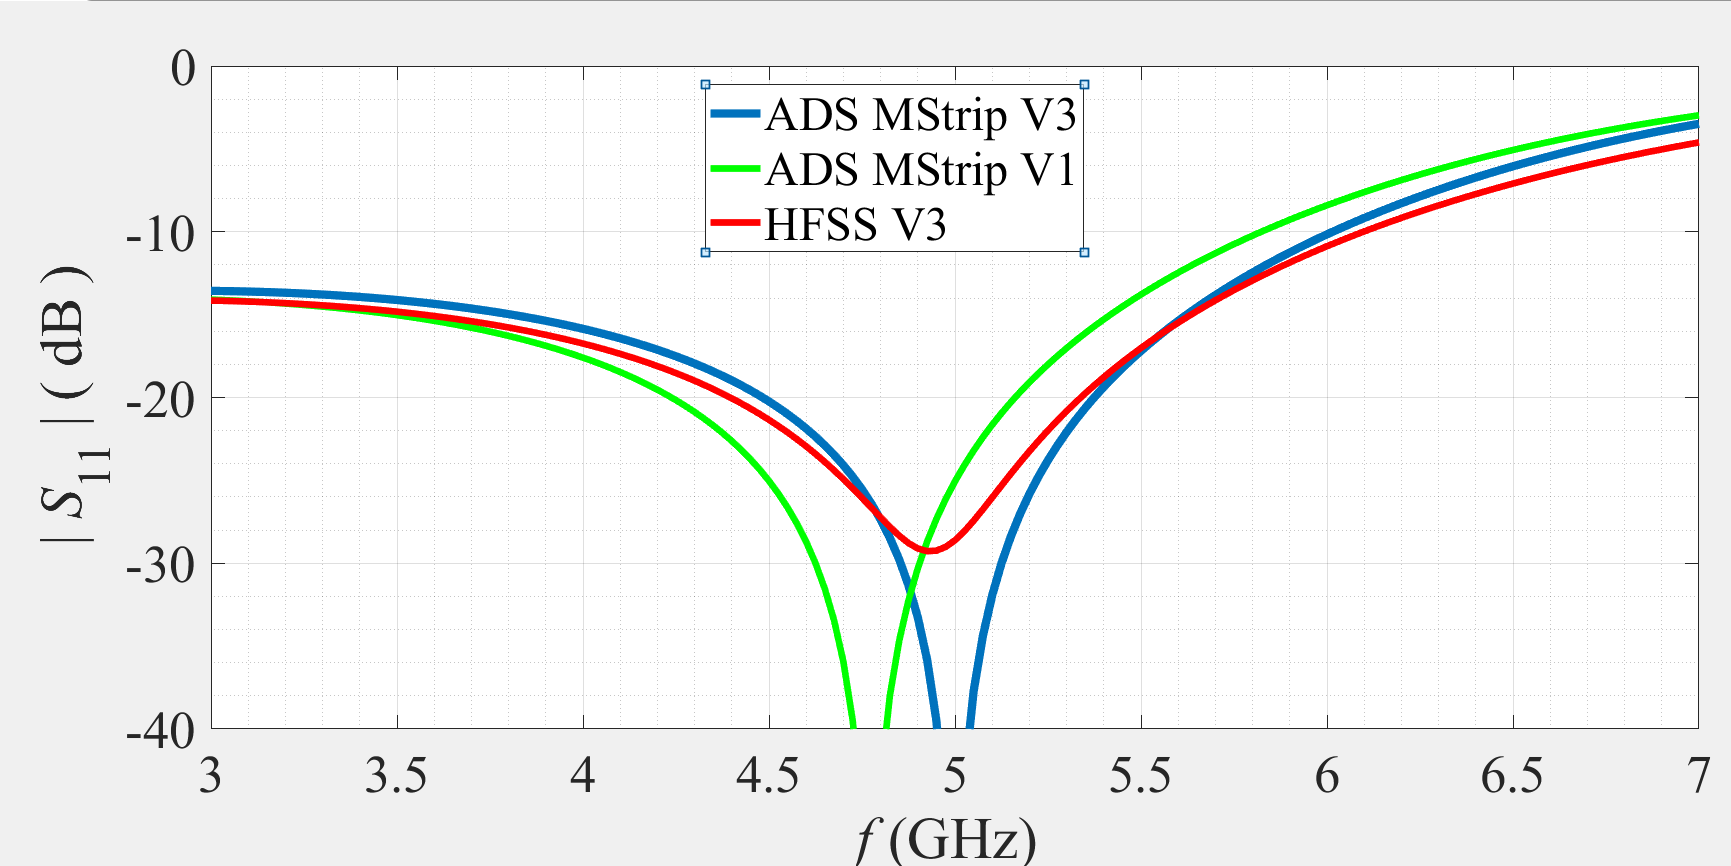 0
-10
-20
-30
-40
| S11 | ( dB )
ADS MStrip V3
ADS MStrip V1
HFSS V3
3 3.5 4 4.5 5 5.5 6 6.5 7
f (GHz)